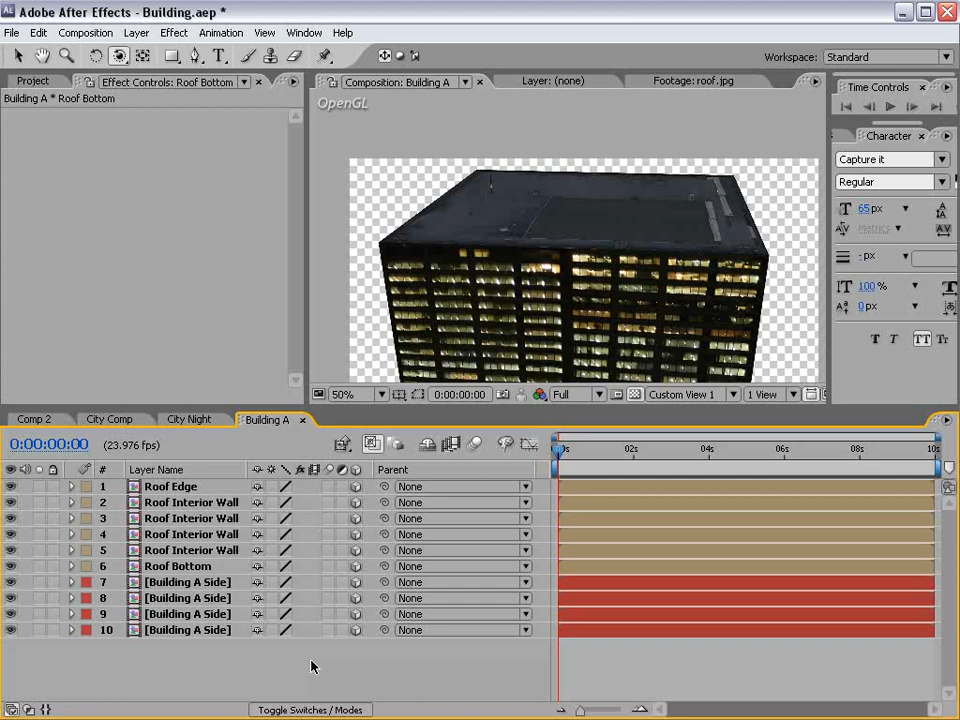 Adobe After Effects - Building.aep *
File Edit Composition Layer Effect Animation View Window Help
Workspace: Standard
Project Effect Controls: Roof Bottom Composition: Building A Layer: (none) Footage: roof.jpg Time Controls
Building A * Roof Bottom
OpenGL
Character
Capture it
Regular
65 px
metrics
- px
100 %
0 px
T T TT Tr
50% 0:00:00:00 Full Custom View 1 1 View
Comp 2 City Comp City Night Building A
0:00:00:00 (23.976 fps)
02s 04s 06s 08s 10s
# Layer Name Parent
1 Roof Edge None
2 Roof Interior Wall None
3 Roof Interior Wall None
4 Roof Interior Wall None
5 Roof Interior Wall None
6 Roof Bottom None
7 [Building A Side] None
8 [Building A Side] None
9 [Building A Side] None
10 [Building A Side] None
Toggle Switches / Modes